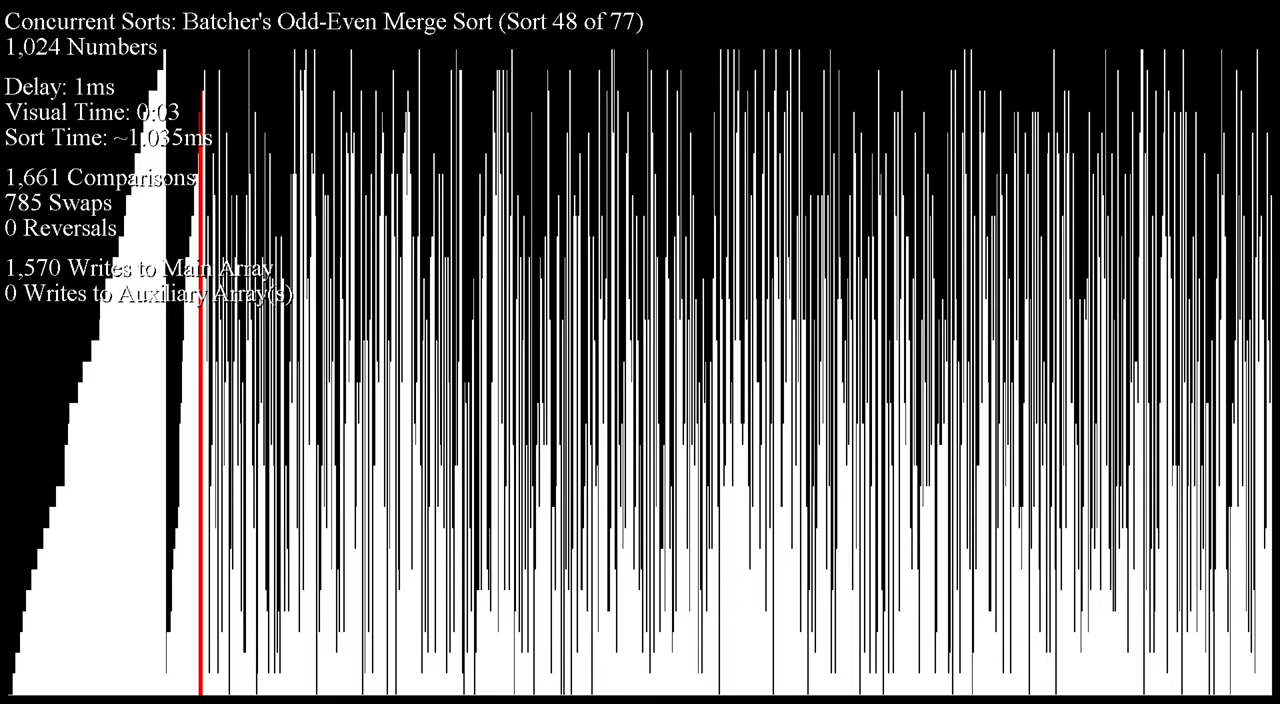 Concurrent Sorts: Batcher's Odd-Even Merge Sort (Sort 48 of 77)
1,024 Numbers
Delay: 1ms
Visual Time: 0:03
Sort Time: ~1.035ms
1,661 Comparisons
785 Swaps
0 Reversals
1,570 Writes to Main Array
0 Writes to Auxiliary Array(s)